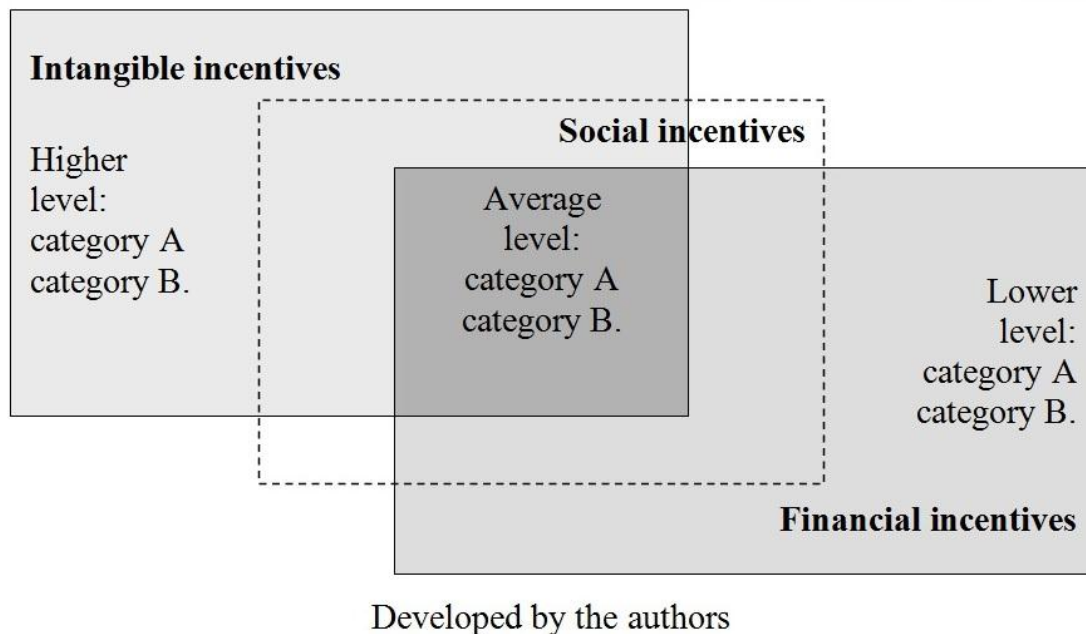 Intangible incentives
Social incentives
Higher
level:
category A
category B.
Average
level:
category A
category B.
Lower
level:
category A
category B.
Financial incentives
Developed by the authors